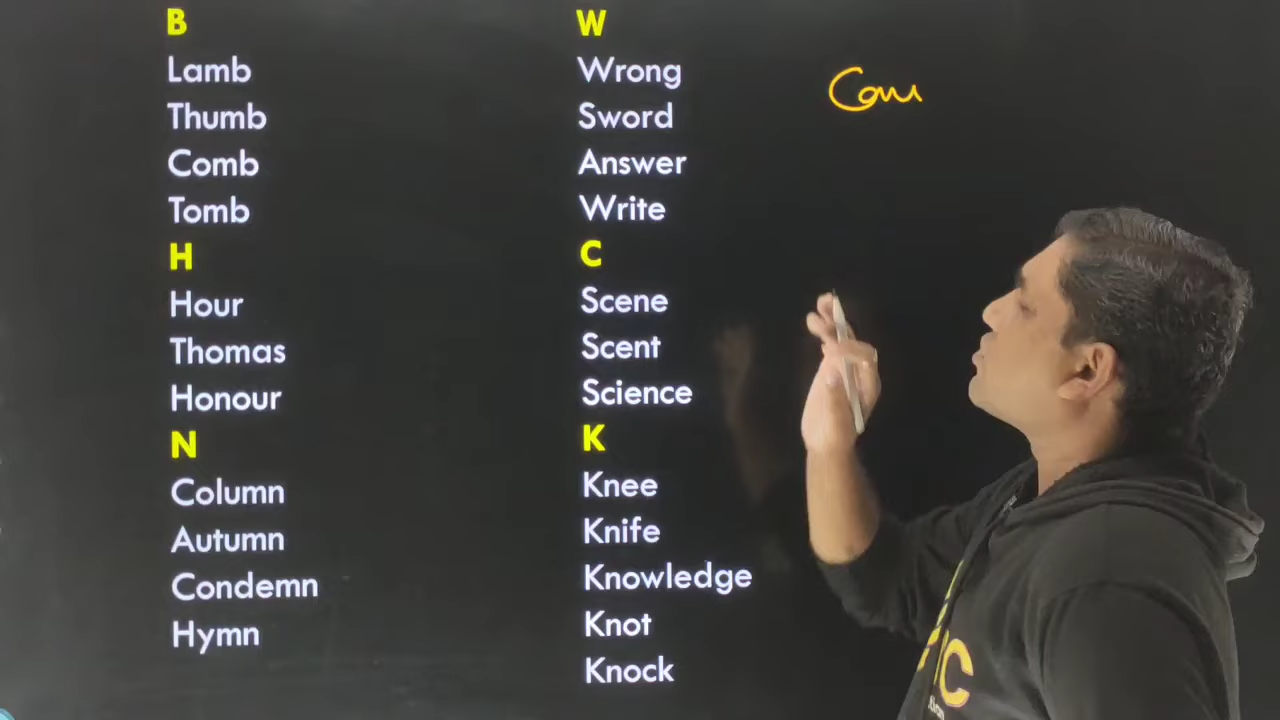 B
Lamb
Thumb
Comb
Tomb
H
Hour
Thomas
Honour
N
Column
Autumn
Condemn
Hymn
W
Wrong
Sword
Answer
Write
C
Scene
Scent
Science
K
Knee
Knife
Knowledge
Knot
Knock